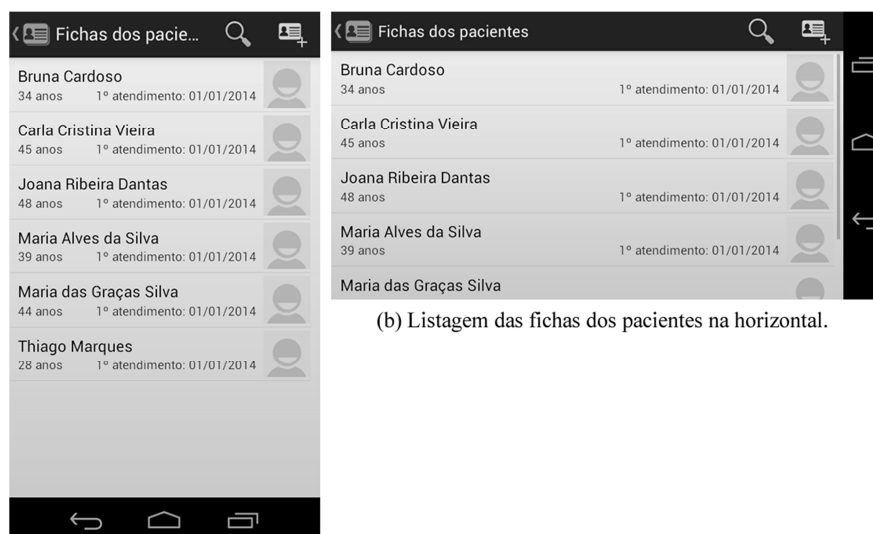 Fichas dos pacie...
Bruna Cardoso
34 anos 1º atendimento: 01/01/2014
Carla Cristina Vieira
45 anos 1º atendimento: 01/01/2014
Joana Ribeira Dantas
48 anos 1º atendimento: 01/01/2014
Maria Alves da Silva
39 anos 1º atendimento: 01/01/2014
Maria das Graças Silva
44 anos 1º atendimento: 01/01/2014
Thiago Marques
28 anos 1º atendimento: 01/01/2014
Fichas dos pacientes
Bruna Cardoso
34 anos 1º atendimento: 01/01/2014
Carla Cristina Vieira
45 anos 1º atendimento: 01/01/2014
Joana Ribeira Dantas
48 anos 1º atendimento: 01/01/2014
Maria Alves da Silva
39 anos 1º atendimento: 01/01/2014
Maria das Graças Silva
(b) Listagem das fichas dos pacientes na horizontal.